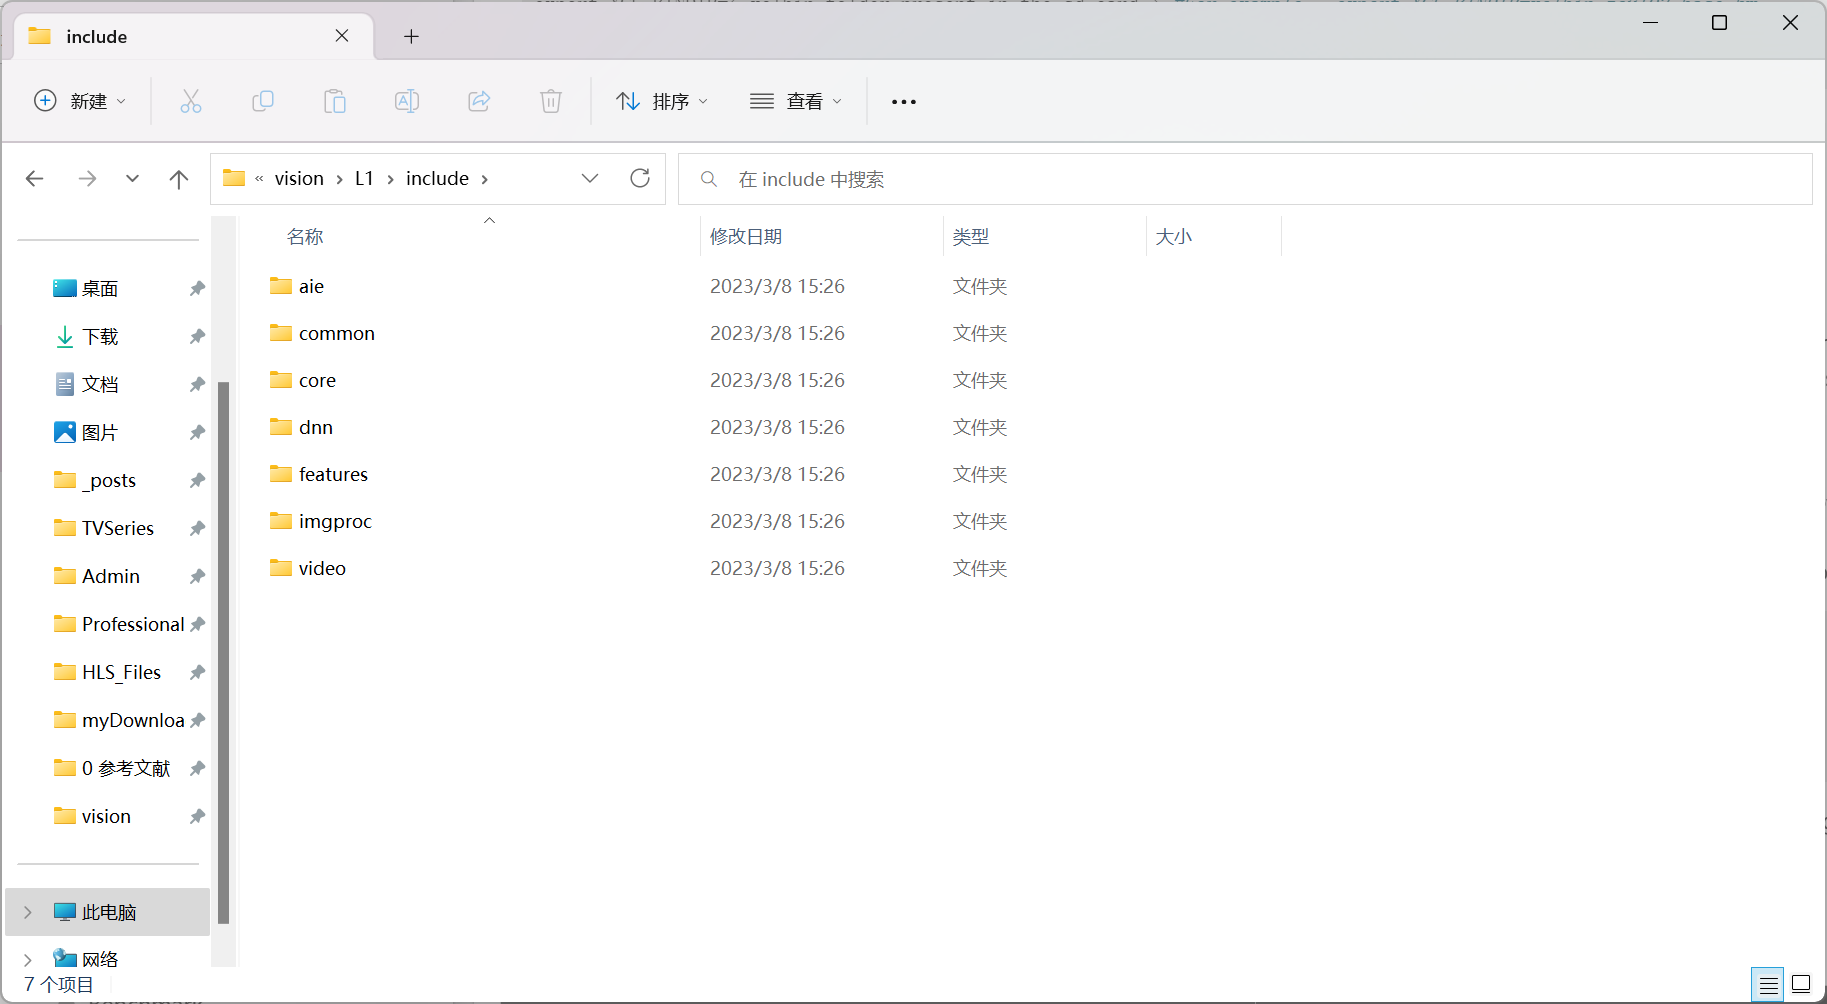 include
新建
排序
查看
« vision › L1 › include ›
在 include 中搜索
名称 修改日期 类型 大小
aie 2023/3/8 15:26 文件夹
common 2023/3/8 15:26 文件夹
core 2023/3/8 15:26 文件夹
dnn 2023/3/8 15:26 文件夹
features 2023/3/8 15:26 文件夹
imgproc 2023/3/8 15:26 文件夹
video 2023/3/8 15:26 文件夹
桌面
下载
文档
图片
_posts
TVSeries
Admin
Professional
HLS_Files
myDownloa
0 参考文献
vision
此电脑
网络
7 个项目